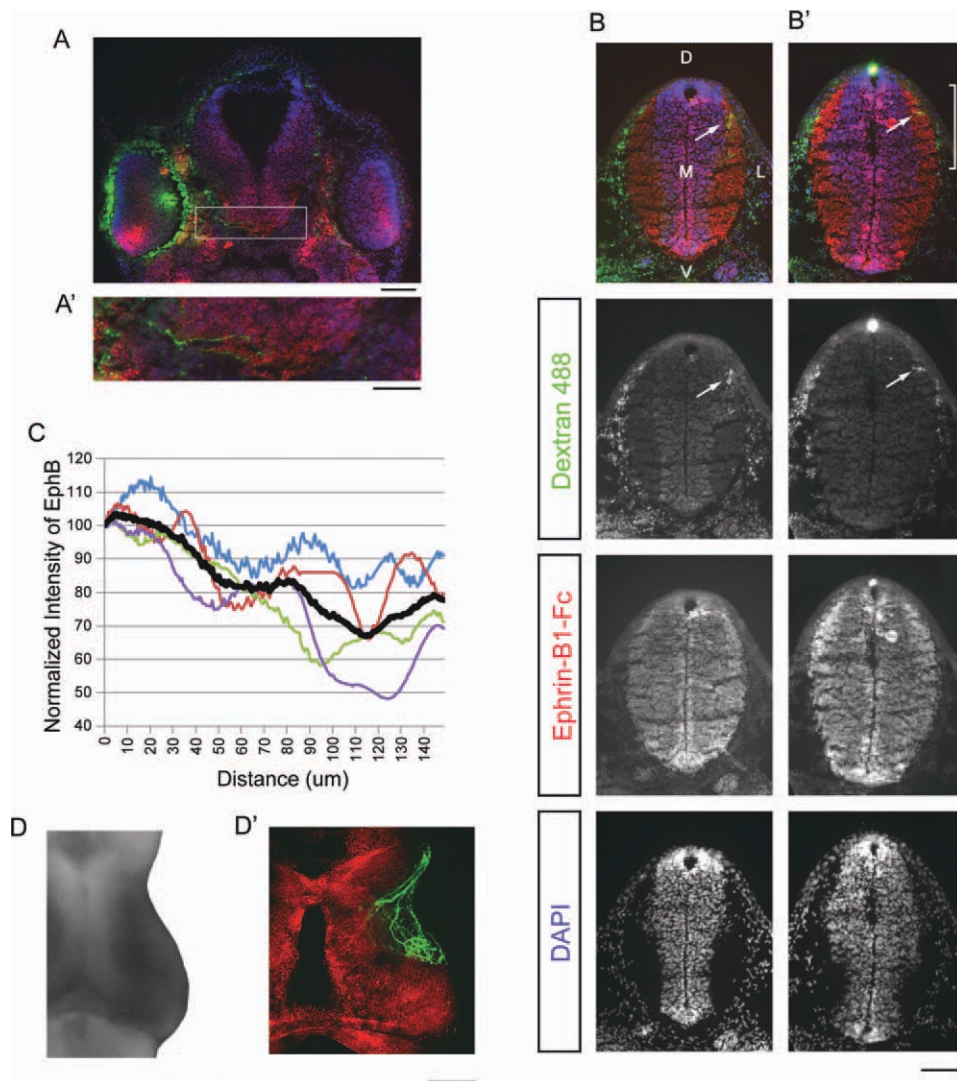 A
B
B'
D
M
L
V
A'
Dextran 488
C
Normalized Intensity of EphB
120
110
100
90
80
70
60
50
40
0
10
20
30
40
50
60
70
80
90
100
110
120
130
140
Distance (um)
Ephrin-B1-Fc
D
D'
DAPI